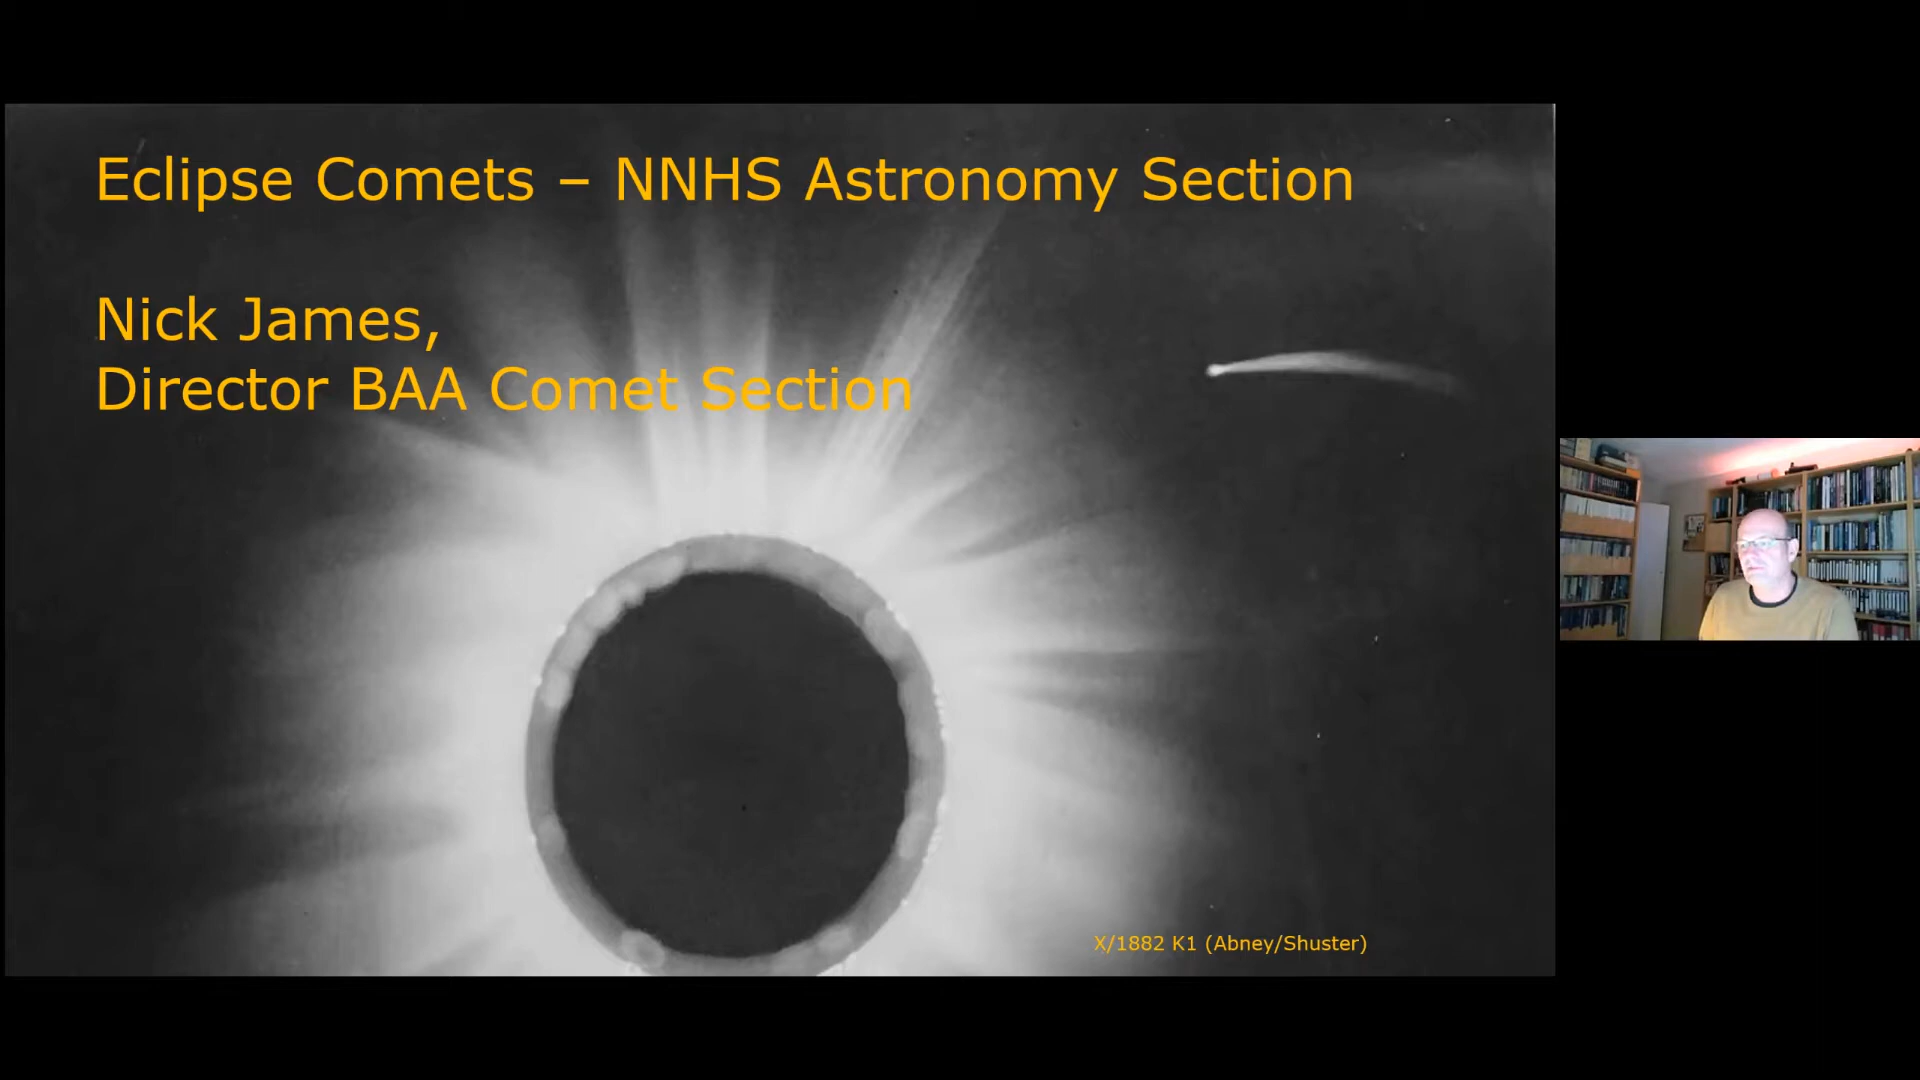 Eclipse Comets – NNHS Astronomy Section
Nick James,
Director BAA Comet Section
X/1882 K1 (Abney/Shuster)